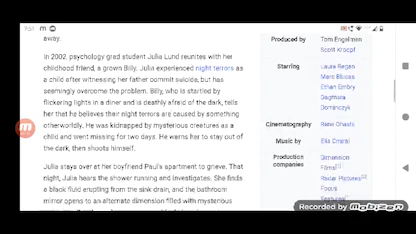 away.
In 2002, psychology grad student Julia Lund reunites with her
childhood friend, a grown Billy. Julia experienced night terrors as
a child after witnessing her father commit suicide, but has
seemingly overcome the problem. Billy, who is startled by
flickering lights in a diner and is deathly afraid of the dark, tells
her that he believes their night terrors are caused by something
otherworldly. He was kidnapped by mysterious creatures as a
child and went missing for two days. He warns her to stay out
of the dark, then shoots himself.
Julia stays over at her boyfriend Paul's apartment to grieve. That
night, Julia hears the shower running and investigates. She finds
a black fluid erupting from the sink drain, and the bathroom
mirror opens to an alternate dimension filled with mysterious
Produced by Tom Engelman
Scott Kroopf
Starring Laura Regan
Marc Blucas
Ethan Embry
Dagmara
Dominczyk
Cinematography Rene Ohashi
Music by Elia Cmiral
Production
companies Dimension
Films
Radar Pictures
Focus
Recorded by Mobizen